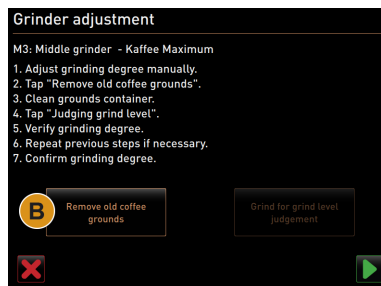 Grinder adjustment
M3: Middle grinder - Kaffee Maximum
1. Adjust grinding degree manually.
2. Tap "Remove old coffee grounds".
3. Clean grounds container.
4. Tap "Judging grind level".
5. Verify grinding degree.
6. Repeat previous steps if necessary.
7. Confirm grinding degree.
B
Remove old coffee
grounds
Grind for grind level
judgement